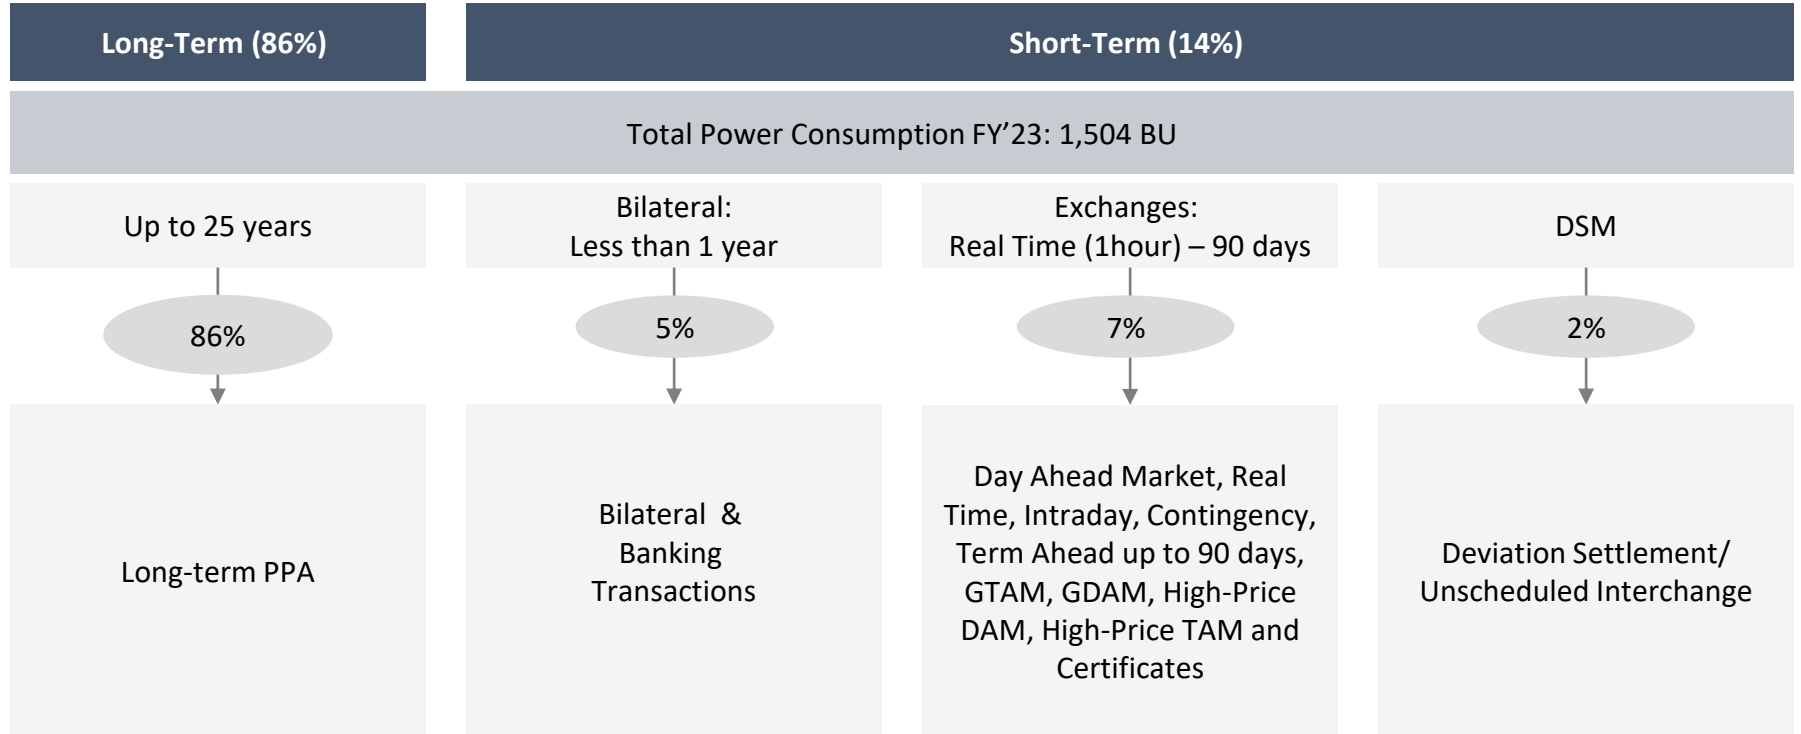 Long-Term (86%)
Short-Term (14%)
Total Power Consumption FY’23: 1,504 BU
Up to 25 years
Bilateral:
Less than 1 year
Exchanges:
Real Time (1hour) – 90 days
DSM
86%
5%
7%
2%
Long-term PPA
Bilateral &
Banking
Transactions
Day Ahead Market, Real
Time, Intraday, Contingency,
Term Ahead up to 90 days,
GTAM, GDAM, High-Price
DAM, High-Price TAM and
Certificates
Deviation Settlement/
Unscheduled Interchange